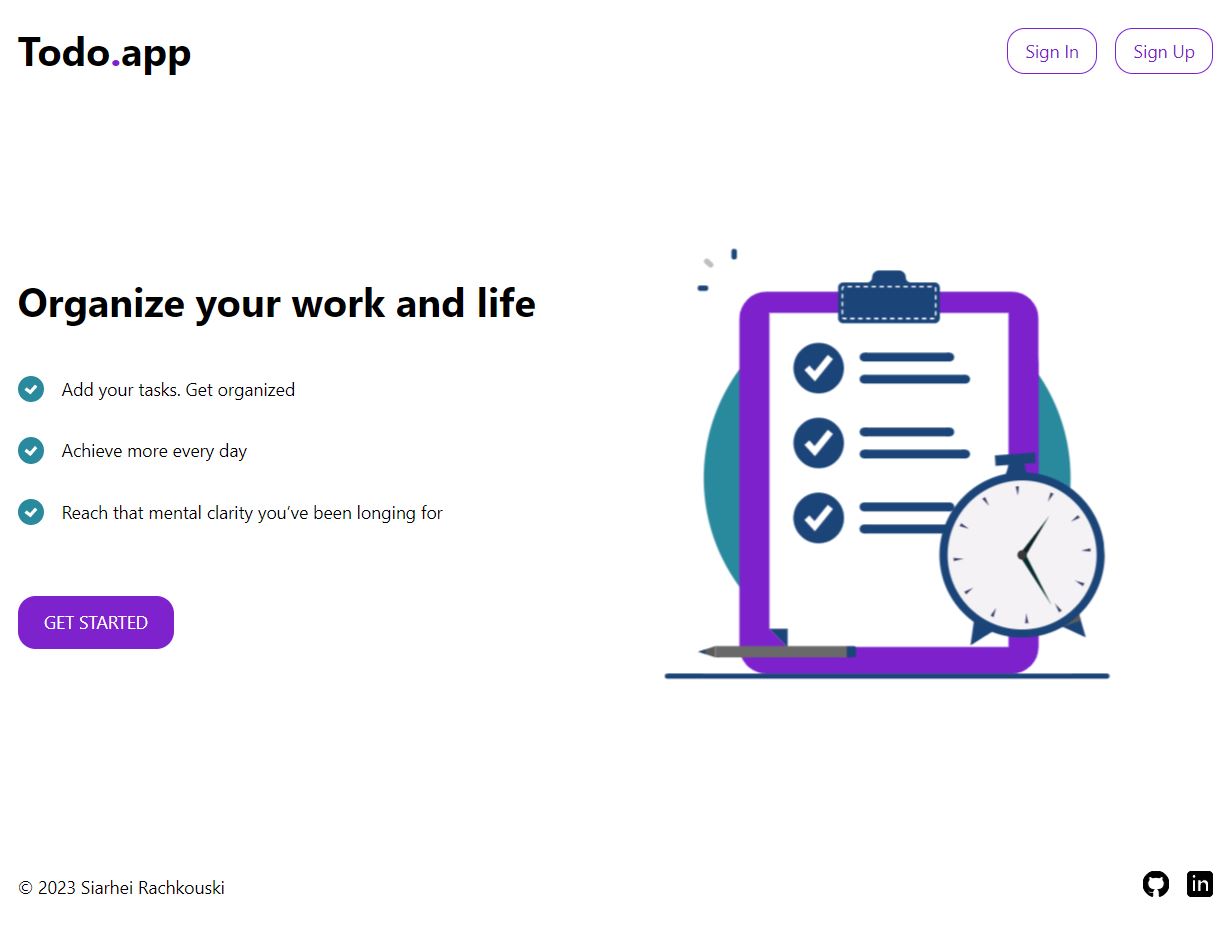 Todo.app
Sign In
Sign Up
Organize your work and life
Add your tasks. Get organized
Achieve more every day
Reach that mental clarity you’ve been longing for
GET STARTED
© 2023 Siarhei Rachkouski
in